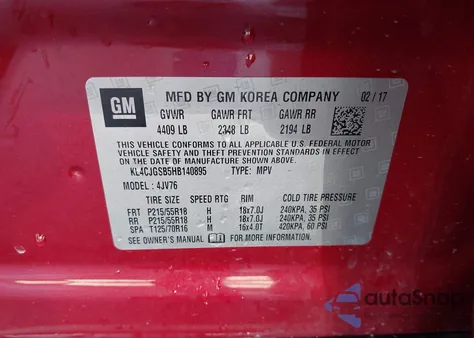 GM
MFD BY GM KOREA COMPANY 02/17
GVWR GAWR FRT GAWR RR
4409 LB 2348 LB 2194 LB
THIS VEHICLE CONFORMS TO ALL APPLICABLE U.S. FEDERAL MOTOR
VEHICLE SAFETY, BUMPER, AND THEFT PREVENTION STANDARDS IN
EFFECT ON THE DATE OF MANUFACTURE SHOWN ABOVE.
KL4CJGSB5HB140895 TYPE: MPV
MODEL : 4JV76
TIRE SIZE SPEED RTG RIM COLD TIRE PRESSURE
FRT P215/55R18 H 18x7.0J 240KPA, 35 PSI
RR P215/55R18 H 18x7.0J 240KPA, 35 PSI
SPA T125/70R16 M 16x4.0T 420KPA, 60 PSI
SEE OWNER'S MANUAL FOR MORE INFORMATION.
autoSnap